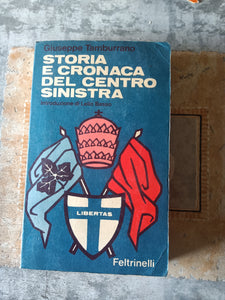 Giuseppe Tamburrano
STORIA
E CRONACA
DEL CENTRO
SINISTRA
Introduzione di Lelio Basso
LIBERTAS
Feltrinelli